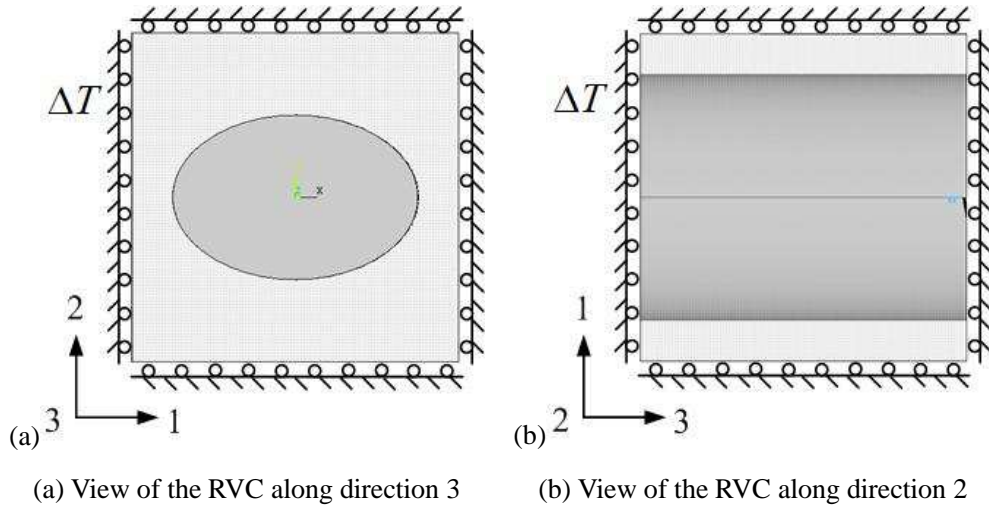 ΔT
ΔT
x
2
3
1
1
2
3
(a)
(b)
(a) View of the RVC along direction 3
(b) View of the RVC along direction 2